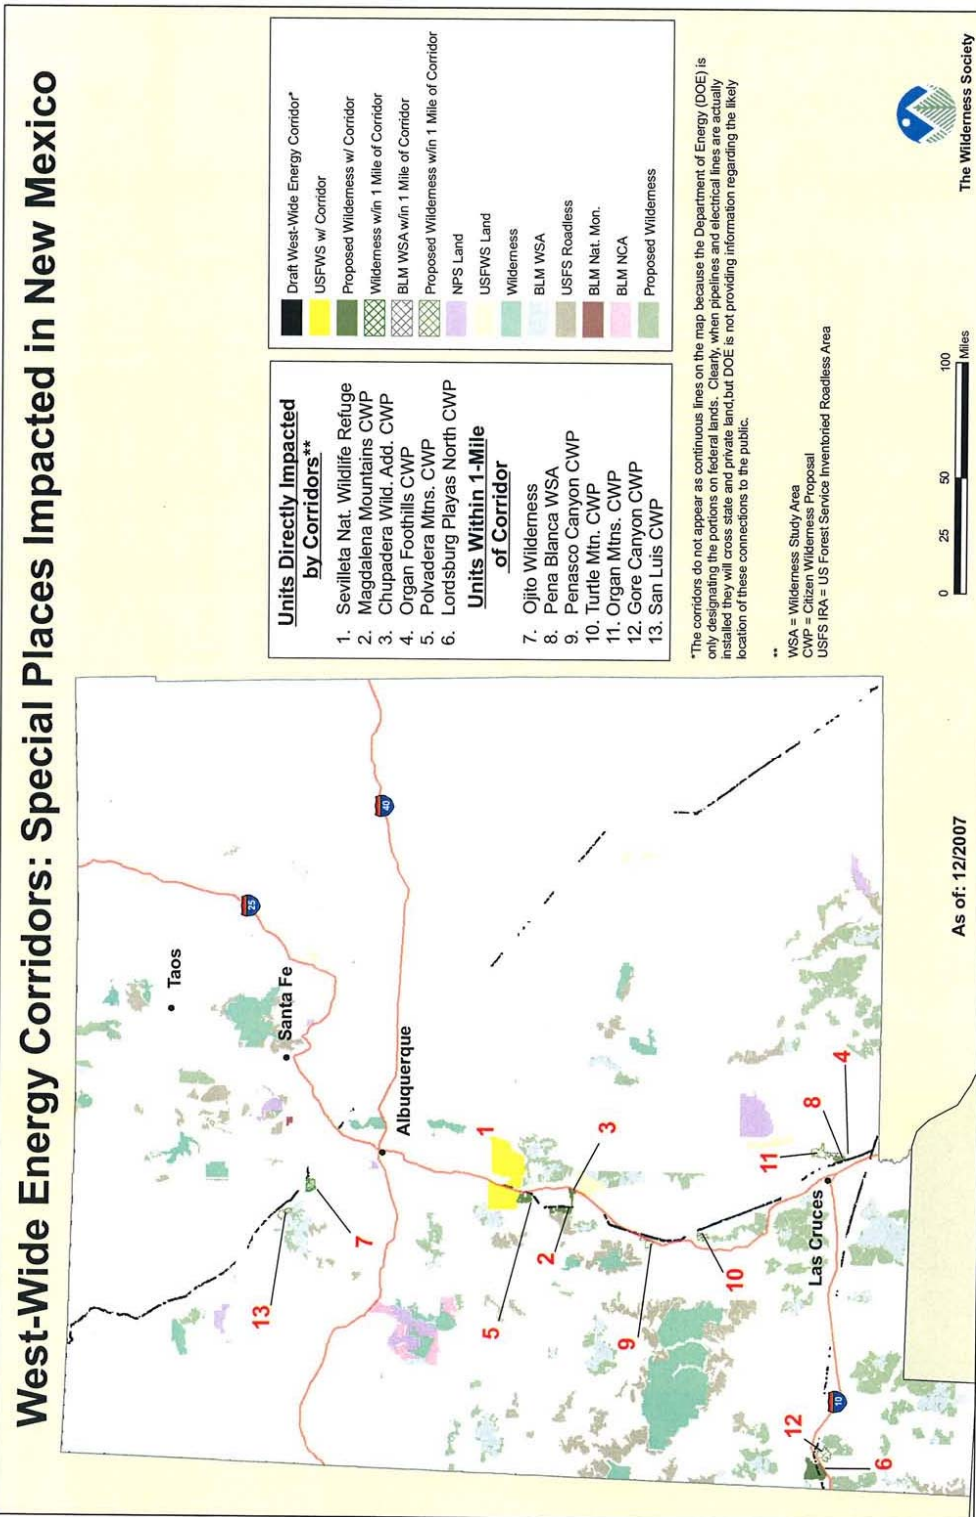 West-Wide Energy Corridors: Special Places Impacted in New Mexico
Taos
25
Santa Fe
40
Albuquerque
13
7
1
5
2
3
9
10
11
8
4
Las Cruces
12
6
10
Units Directly Impacted
by Corridors**
1. Sevilleta Nat. Wildlife Refuge
2. Magdalena Mountains CWP
3. Chupadera Wild. Add. CWP
4. Organ Foothills CWP
5. Polvadera Mtns. CWP
6. Lordsburg Playas North CWP
Units Within 1-Mile
of Corridor
7. Ojito Wilderness
8. Pena Blanca WSA
9. Penasco Canyon CWP
10. Turtle Mtn. CWP
11. Organ Mtns. CWP
12. Gore Canyon CWP
13. San Luis CWP
Draft West-Wide Energy Corridor*
USFWS w/ Corridor
Proposed Wilderness w/ Corridor
Wilderness w/in 1 Mile of Corridor
BLM WSA w/in 1 Mile of Corridor
Proposed Wilderness w/in 1 Mile of Corridor
NPS Land
USFWS Land
Wilderness
BLM WSA
USFS Roadless
BLM Nat. Mon.
BLM NCA
Proposed Wilderness
*The corridors do not appear as continuous lines on the map because the Department of Energy (DOE) is
only designating the portions on federal lands. Clearly, when pipelines and electrical lines are actually
installed they will cross state and private land,but DOE is not providing information regarding the likely
location of these connections to the public.
**
WSA = Wilderness Study Area
CWP = Citizen Wilderness Proposal
USFS IRA = US Forest Service Inventoried Roadless Area
As of: 12/2007
0 25 50 100
Miles
The Wilderness Society